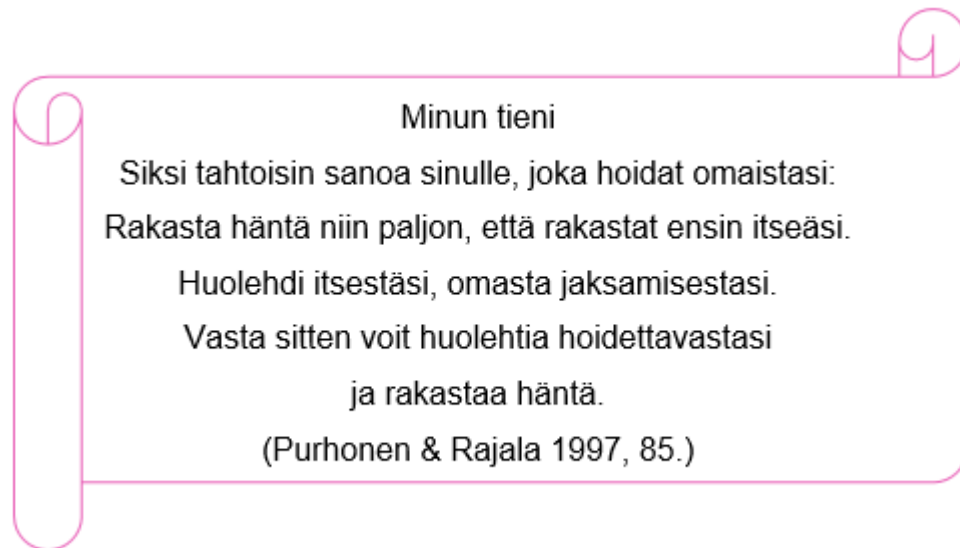 Minun tieni
Siksi tahtoisin sanoa sinulle, joka hoidat omaistasi:
Rakasta häntä niin paljon, että rakastat ensin itseäsi.
Huolehdi itsestäsi, omasta jaksamisestasi.
Vasta sitten voit huolehtia hoidettavastasi
ja rakastaa häntä.
(Purhonen & Rajala 1997, 85.)